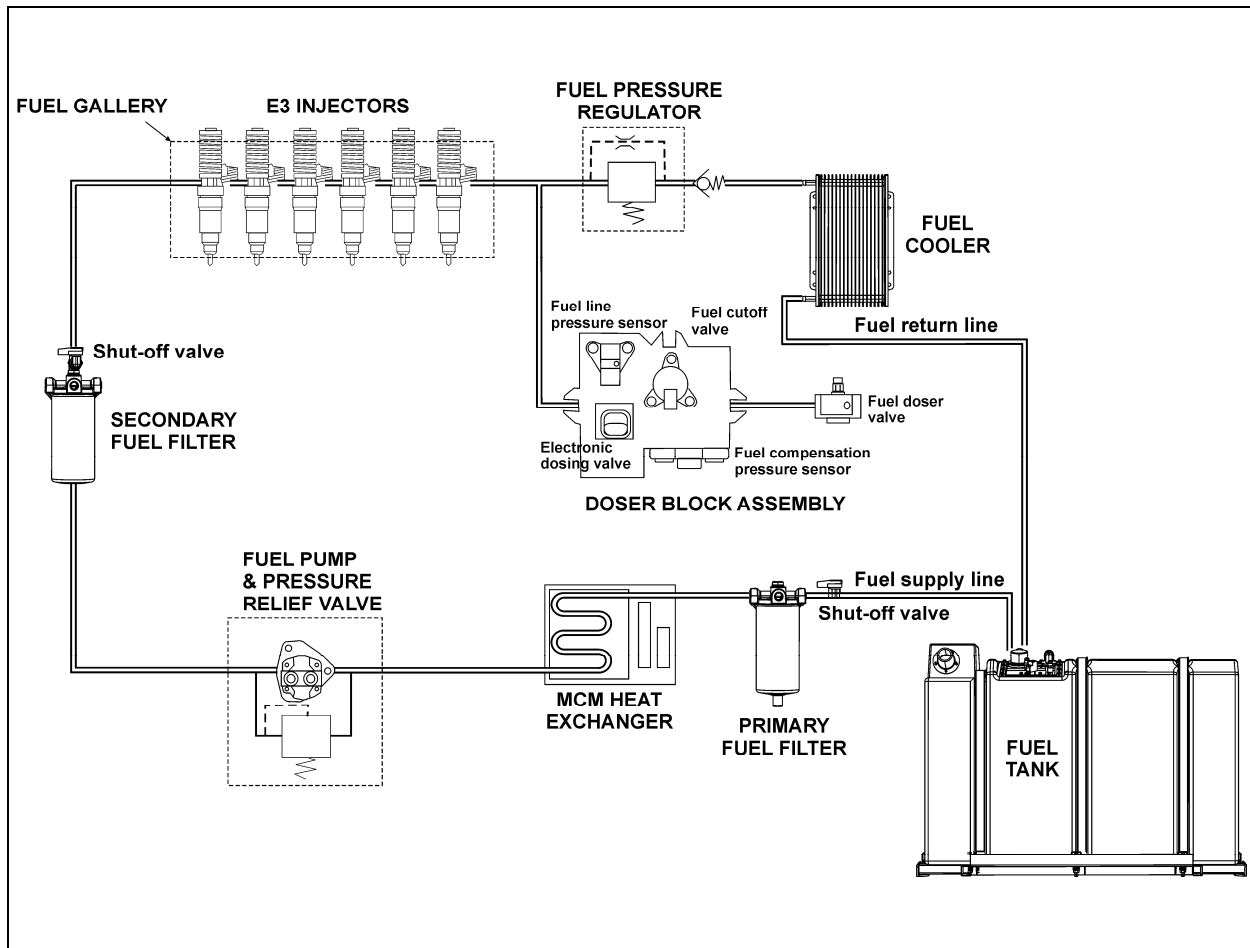 FUEL GALLERY
E3 INJECTORS
FUEL PRESSURE
REGULATOR
FUEL
COOLER
Fuel line
pressure sensor
Fuel cutoff
valve
Fuel return line
Shut-off valve
SECONDARY
FUEL FILTER
Fuel doser
valve
Electronic
dosing valve
Fuel compensation
pressure sensor
DOSER BLOCK ASSEMBLY
FUEL PUMP
& PRESSURE
RELIEF VALVE
Fuel supply line
Shut-off valve
MCM HEAT
EXCHANGER
PRIMARY
FUEL FILTER
FUEL
TANK